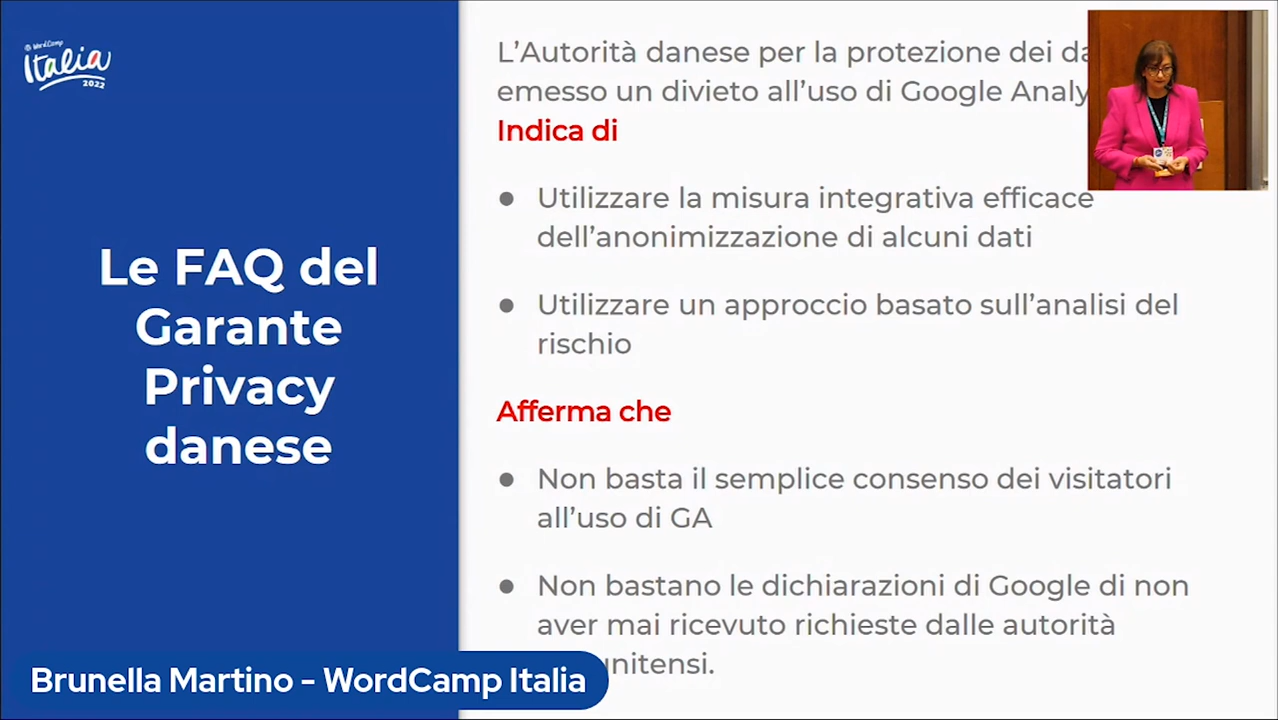 WordCamp
Italia
2022
Le FAQ del
Garante
Privacy
danese
L'Autorità danese per la protezione dei
emesso un divieto all'uso di Google
Indica di
● Utilizzare la misura integrativa efficace
dell'anonimizzazione di alcuni dati
● Utilizzare un approccio basato sull'analisi del
rischio
Afferma che
● Non basta il semplice consenso dei visitatori
all'uso di GA
● Non bastano le dichiarazioni di Google di non
aver mai ricevuto richieste dalle autorità
Brunella Martino - WordCamp Italia